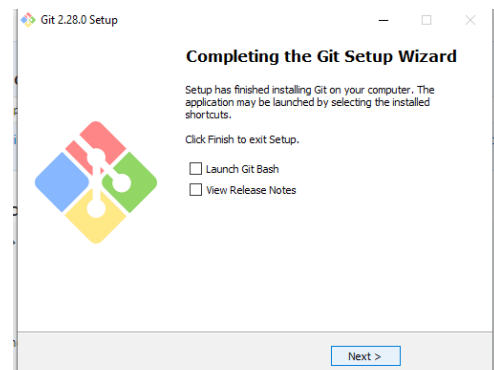 Git 2.28.0 Setup
Completing the Git Setup Wizard
Setup has finished installing Git on your computer. The
application may be launched by selecting the installed
shortcuts.
Click Finish to exit Setup.
Launch Git Bash
View Release Notes
Next >